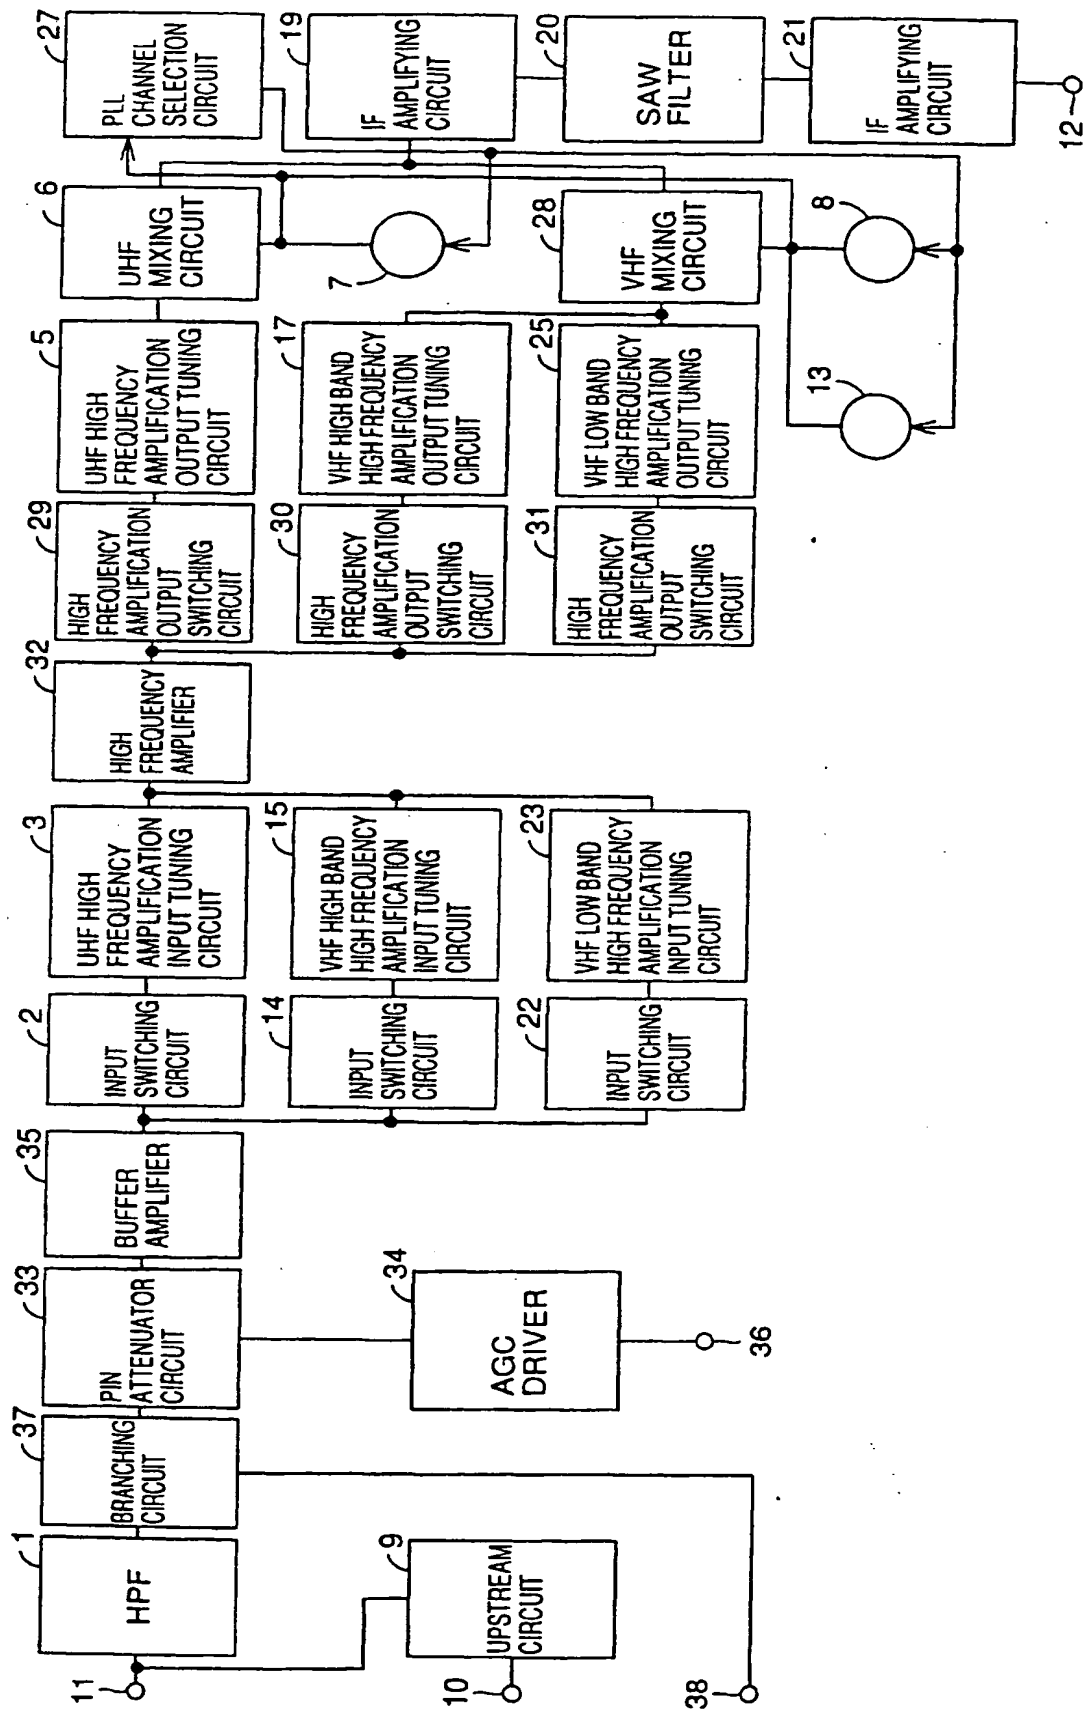 11
10
38
1
HPF
9
UPSTREAM
CIRCUIT
37
BRANCHING
CIRCUIT
33
PIN
ATTENUATOR
CIRCUIT
34
AGC
DRIVER
36
35
BUFFER
AMPLIFIER
2
INPUT
SWITCHING
CIRCUIT
14
INPUT
SWITCHING
CIRCUIT
22
INPUT
SWITCHING
CIRCUIT
3
UHF HIGH
FREQUENCY
AMPLIFICATION
INPUT TUNING
CIRCUIT
15
VHF HIGH BAND
HIGH FREQUENCY
AMPLIFICATION
INPUT TUNING
CIRCUIT
23
VHF LOW BAND
HIGH FREQUENCY
AMPLIFICATION
INPUT TUNING
CIRCUIT
32
HIGH
FREQUENCY
AMPLIFIER
29
HIGH
FREQUENCY
AMPLIFICATION
OUTPUT
SWITCHING
CIRCUIT
30
HIGH
FREQUENCY
AMPLIFICATION
OUTPUT
SWITCHING
CIRCUIT
31
HIGH
FREQUENCY
AMPLIFICATION
OUTPUT
SWITCHING
CIRCUIT
5
UHF HIGH
FREQUENCY
AMPLIFICATION
OUTPUT TUNING
CIRCUIT
17
VHF HIGH BAND
HIGH FREQUENCY
AMPLIFICATION
OUTPUT TUNING
CIRCUIT
25
VHF LOW BAND
HIGH FREQUENCY
AMPLIFICATION
OUTPUT TUNING
CIRCUIT
13
6
UHF
MIXING
CIRCUIT
7
28
VHF
MIXING
CIRCUIT
8
27
PLL
CHANNEL
SELECTION
CIRCUIT
19
IF
AMPLIFYING
CIRCUIT
20
SAW
FILTER
21
IF
AMPLIFYING
CIRCUIT
12